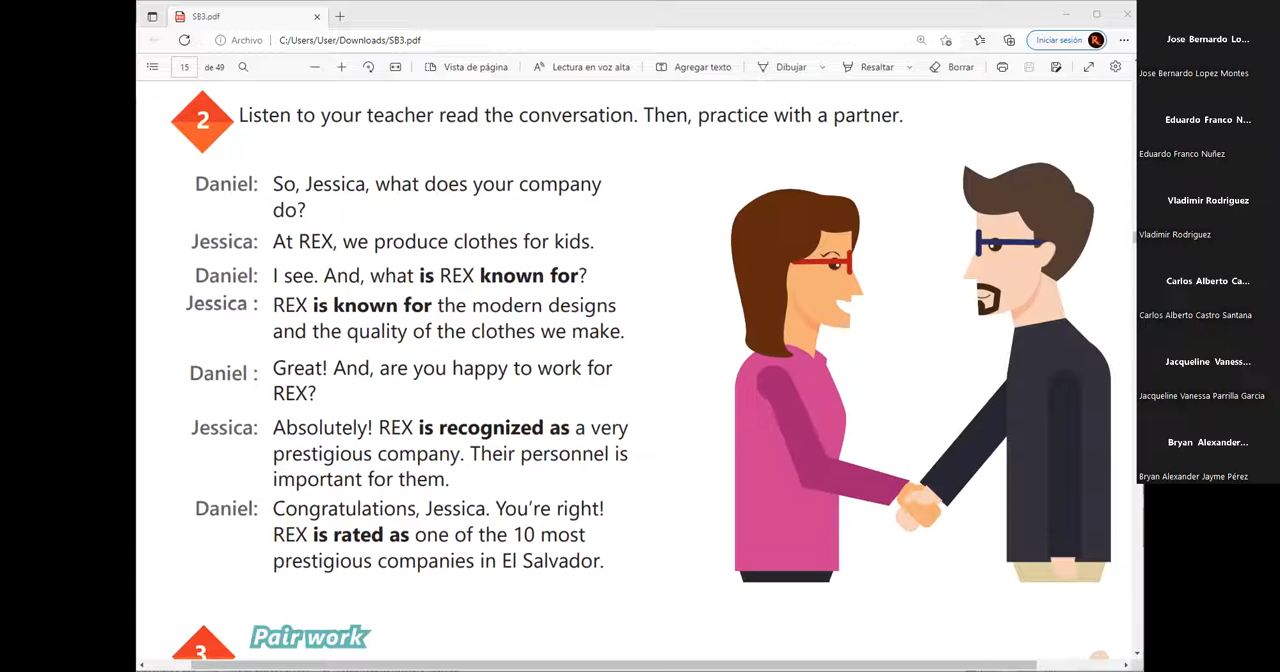 SB3.pdf
Archivo
C:/Users/User/Downloads/SB3.pdf
Iniciar sesión
R
15
de 49
Vista de página
Lectura en voz alta
Agregar texto
Dibujar
Resaltar
Borrar
2
Listen to your teacher read the conversation. Then, practice with a partner.
Daniel: So, Jessica, what does your company
do?
Jessica: At REX, we produce clothes for kids.
Daniel: I see. And, what is REX known for?
Jessica : REX is known for the modern designs
and the quality of the clothes we make.
Daniel : Great! And, are you happy to work for
REX?
Jessica: Absolutely! REX is recognized as a very
prestigious company. Their personnel is
important for them.
Daniel: Congratulations, Jessica. You're right!
REX is rated as one of the 10 most
prestigious companies in El Salvador.
3
Pair work
Jose Bernardo Lo...
Jose Bernardo Lopez Montes
Eduardo Franco N...
Eduardo Franco Nuñez
Vladimir Rodriguez
Vladimir Rodriguez
Carlos Alberto Ca...
Carlos Alberto Castro Santana
Jacqueline Vaness...
Jacqueline Vanessa Parrilla Garcia
Bryan Alexander...
Bryan Alexander Jayme Pérez